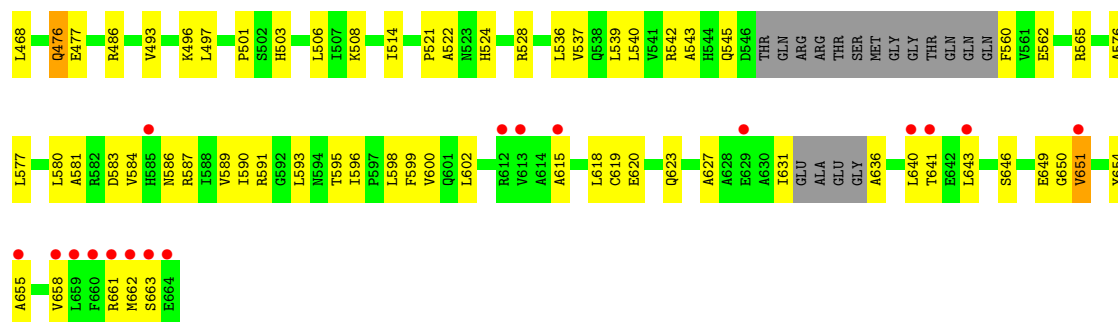 L468 Q476 E477 R486 V493 K496 L497 P501 S502 H503 L506 I507 K508 I514 P521 A522 N523 H524 R528 L536 V537 Q538 L539 L540 V541 R542 A543 H544 Q545 D546 THR GLN ARG ARG THR SER MET GLY GLY THR GLN GLN GLN F560 V561 E562 R565 A576
L577 L580 A581 R582 D583 V584 H585 N586 R587 I588 V589 I590 R591 G592 L593 N594 T595 I596 P597 L598 F599 V600 Q601 L602 R612 V613 A614 A615 L618 C619 E620 Q623 A627 A628 E629 A630 I631 GLU ALA GLU GLY A636 L640 T641 E642 L643 S646 E649 G650 V651 Y654
A655 V658 L659 F660 R661 M662 S663 E664